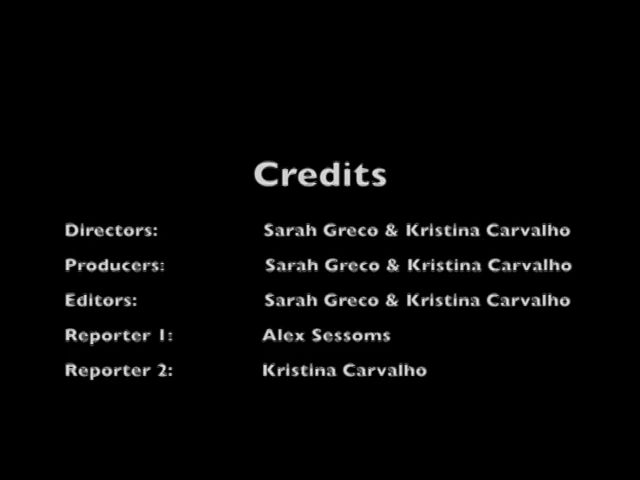 Credits
Directors: Sarah Greco & Kristina Carvalho
Producers: Sarah Greco & Kristina Carvalho
Editors: Sarah Greco & Kristina Carvalho
Reporter 1: Alex Sessoms
Reporter 2: Kristina Carvalho